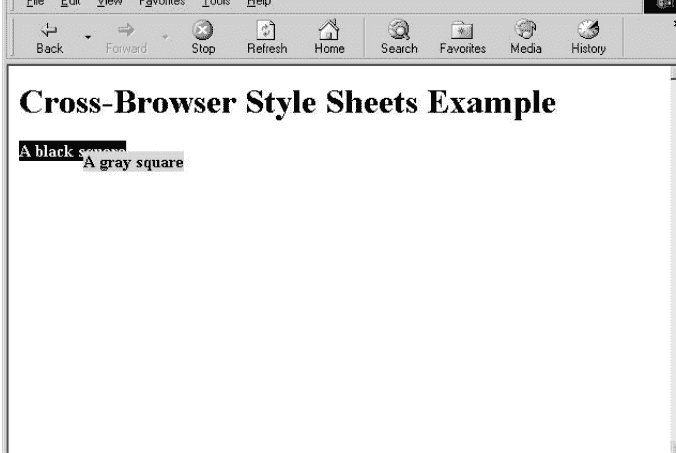 File Edit View Favorites Tools Help
Back Forward Stop Refresh Home Search Favorites Media History
Cross-Browser Style Sheets Example
A black square
A gray square